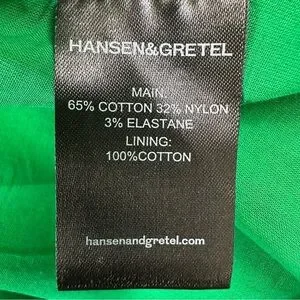 HANSEN&GRETEL
MAIN:
65% COTTON 32% NYLON
3% ELASTANE
LINING:
100%COTTON
hansenandgretel.com